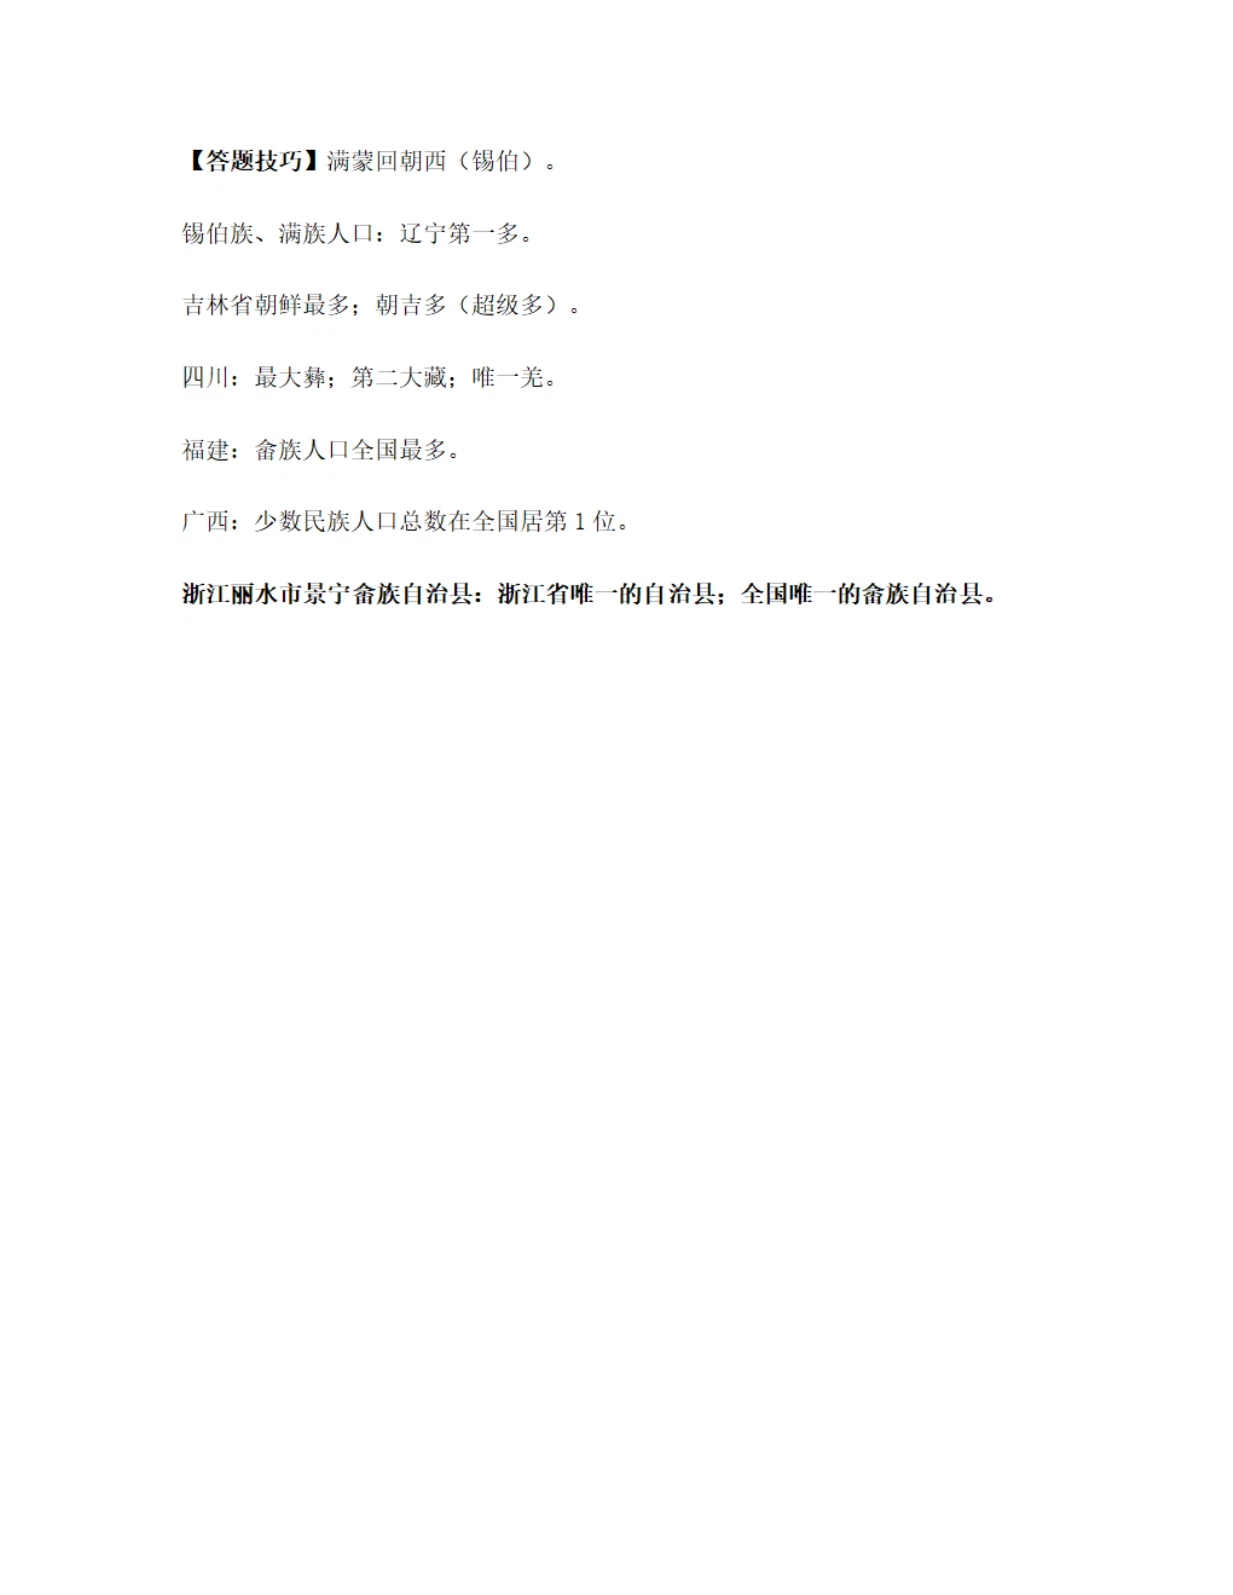 【答题技巧】满蒙回朝西（锡伯）。
锡伯族、满族人口：辽宁第一多。
吉林省朝鲜最多；朝吉多（超级多）。
四川：最大彝；第二大藏；唯一羌。
福建：畲族人口全国最多。
广西：少数民族人口总数在全国居第 1 位。
浙江丽水市景宁畲族自治县：浙江省唯一的自治县；全国唯一的畲族自治县。